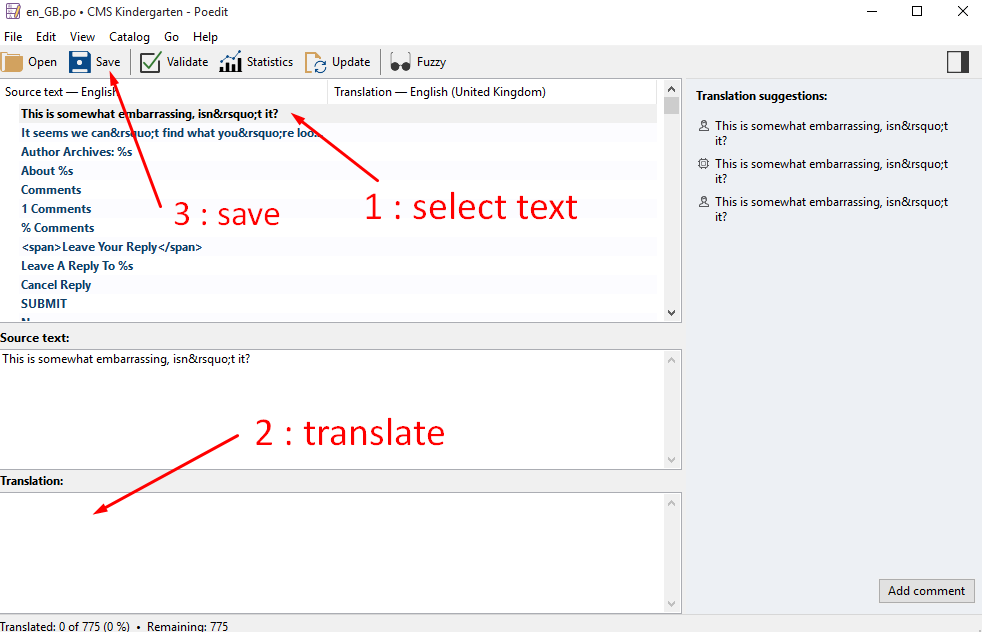 en_GB.po • CMS Kindergarten - Poedit
File Edit View Catalog Go Help
Open Save Validate Statistics Update Fuzzy
Source text — English Translation — English (United Kingdom)
This is somewhat embarrassing, isn&rsquo;t it?
It seems we can&rsquo;t find what you&rsquo;re loo...
Author Archives: %s
About %s
Comments
1 Comments
% Comments
<span>Leave Your Reply</span>
Leave A Reply To %s
Cancel Reply
SUBMIT
1 : select text
3 : save
Source text:
This is somewhat embarrassing, isn&rsquo;t it?
2 : translate
Translation:
Translation suggestions:
This is somewhat embarrassing, isn&rsquo;t
it?
This is somewhat embarrassing, isn&rsquo;t
it?
This is somewhat embarrassing, isn&rsquo;t
it?
Add comment
Translated: 0 of 775 (0 %) • Remaining: 775